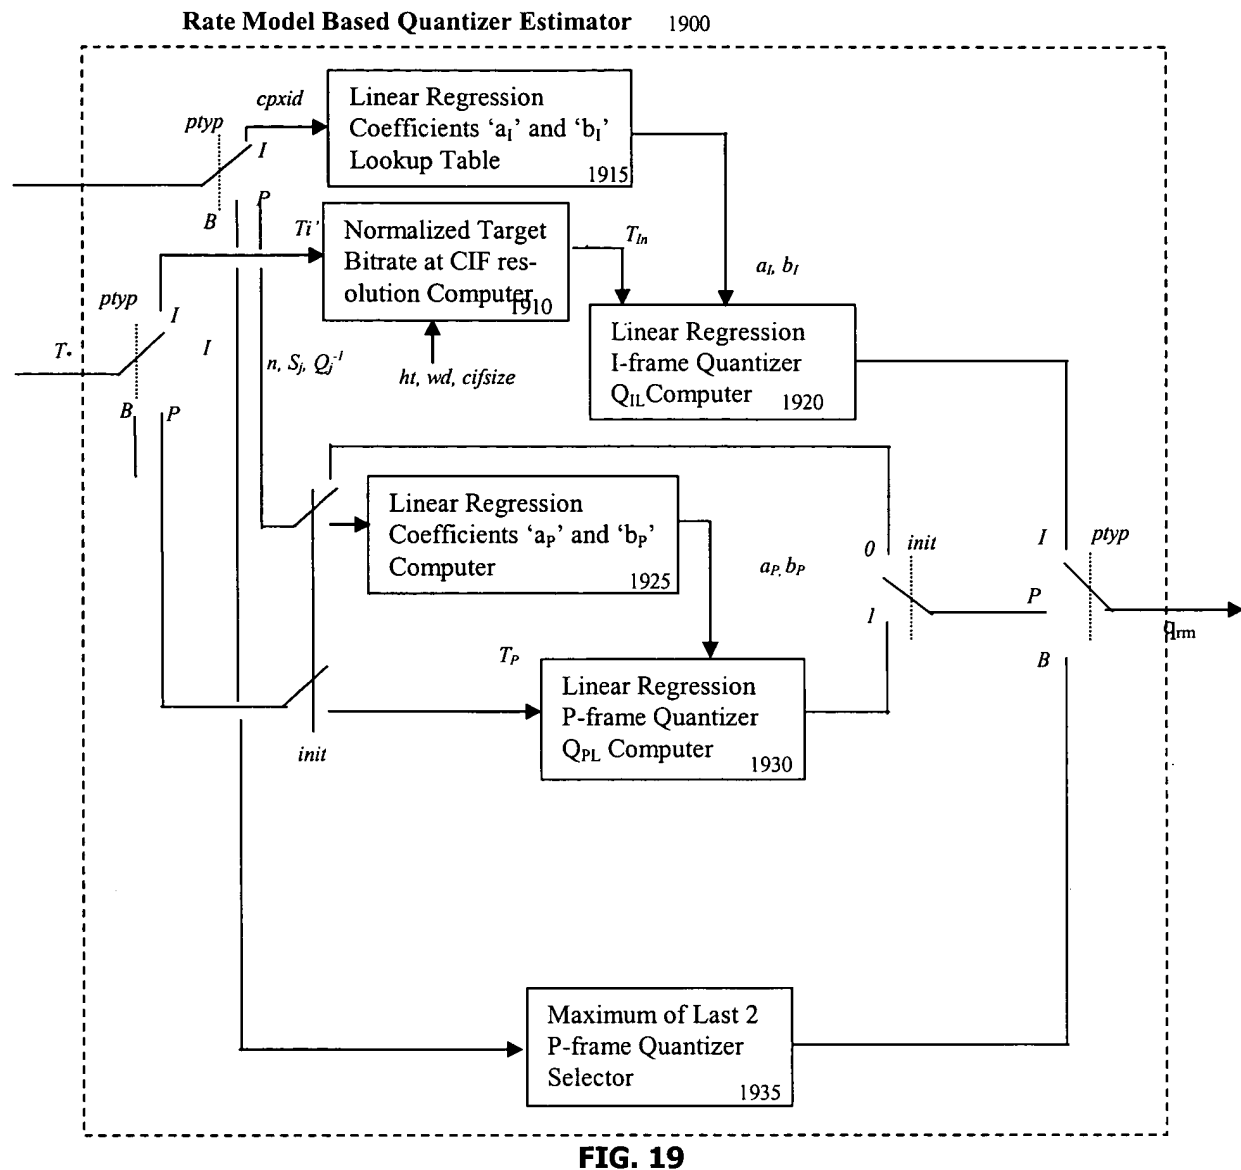 Rate Model Based Quantizer Estimator 1900
cpxid
ptyp
I
P
B
Linear Regression
Coefficients ‘aI’ and ‘bI’
Lookup Table
1915
Ti'
Normalized Target
Bitrate at CIF res-
olution Computer
1910
TIn
aI, bI
ptyp
I
I
T*
B
P
n, Sj, Qj-1
ht, wd, cifsize
Linear Regression
I-frame Quantizer
QIL Computer
1920
Linear Regression
Coefficients ‘aP’ and ‘bP’
Computer
1925
aP, bP
0
init
1
I
ptyp
P
B
qrm
TP
init
Linear Regression
P-frame Quantizer
QPL Computer
1930
Maximum of Last 2
P-frame Quantizer
Selector
1935
FIG. 19